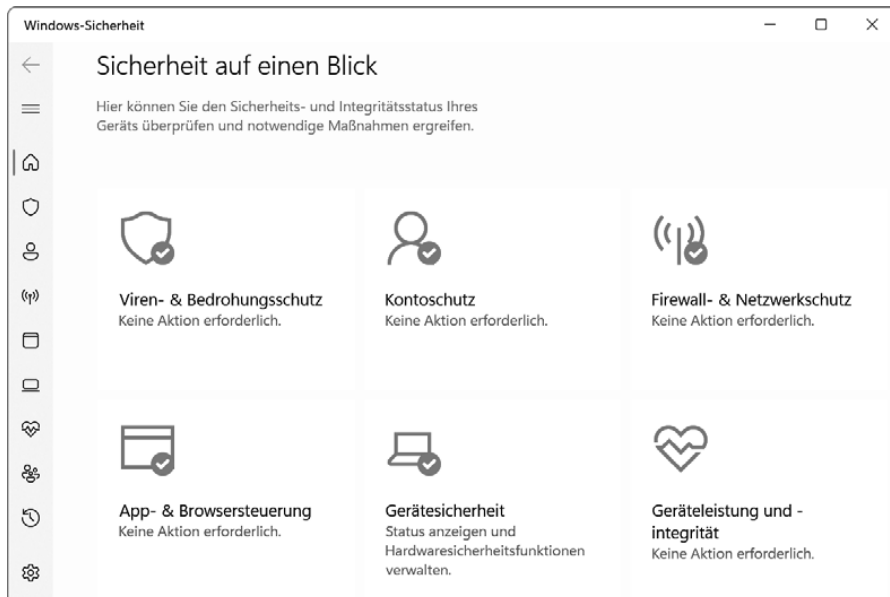 Windows-Sicherheit
Sicherheit auf einen Blick
Hier können Sie den Sicherheits- und Integritätsstatus Ihres
Geräts überprüfen und notwendige Maßnahmen ergreifen.
Viren- & Bedrohungsschutz
Keine Aktion erforderlich.
Kontoschutz
Keine Aktion erforderlich.
Firewall- & Netzwerkschutz
Keine Aktion erforderlich.
App- & Browsersteuerung
Keine Aktion erforderlich.
Gerätesicherheit
Status anzeigen und
Hardwaresicherheitsfunktionen
verwalten.
Geräteleistung und -
integrität
Keine Aktion erforderlich.